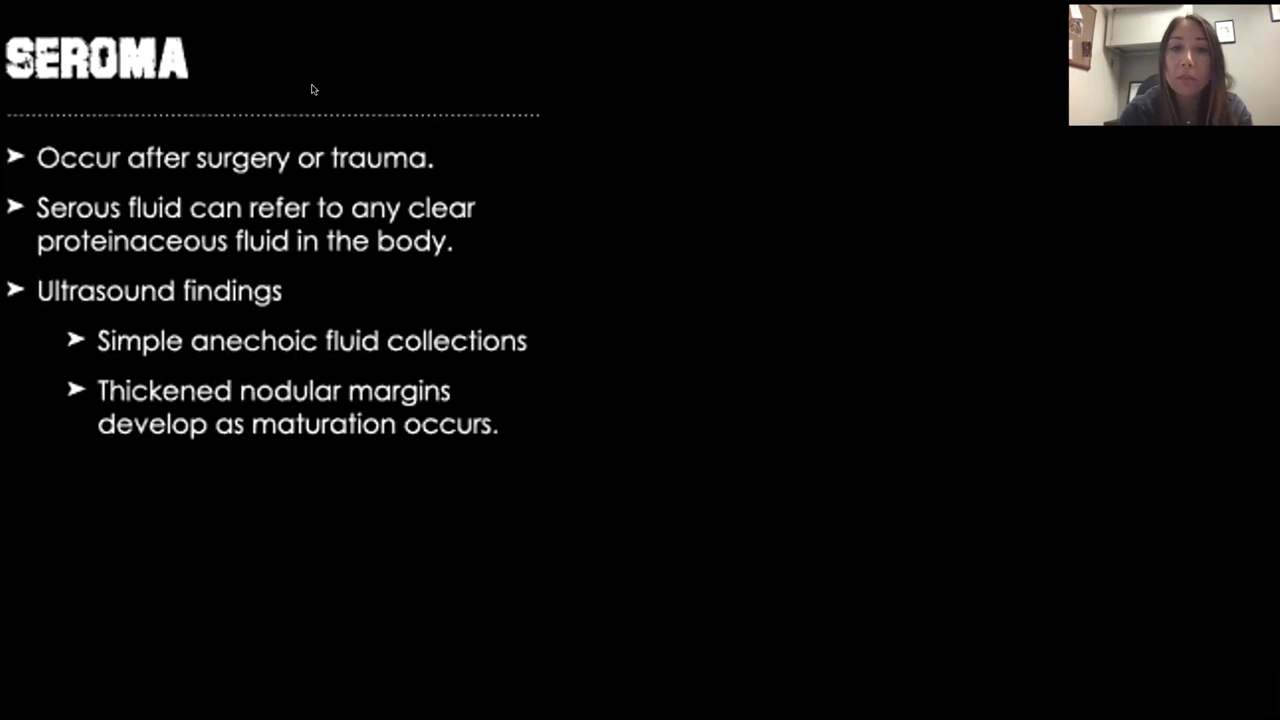 SEROMA
➤ Occur after surgery or trauma.
➤ Serous fluid can refer to any clear
proteinaceous fluid in the body.
➤ Ultrasound findings
➤ Simple anechoic fluid collections
➤ Thickened nodular margins
develop as maturation occurs.